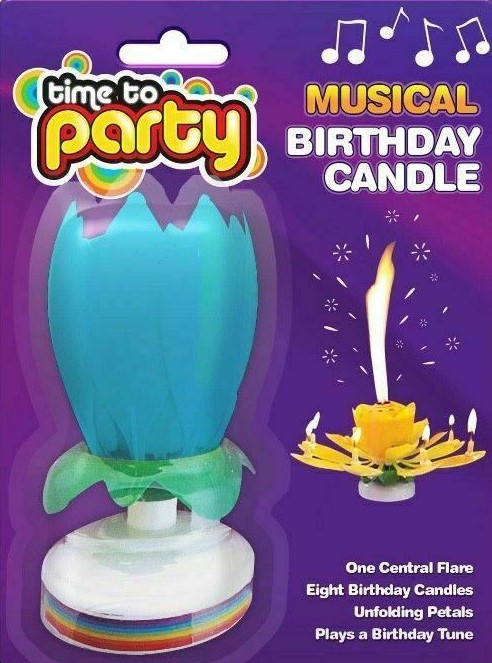 time to
party
MUSICAL
BIRTHDAY
CANDLE
One Central Flare
Eight Birthday Candles
Unfolding Petals
Plays a Birthday Tune